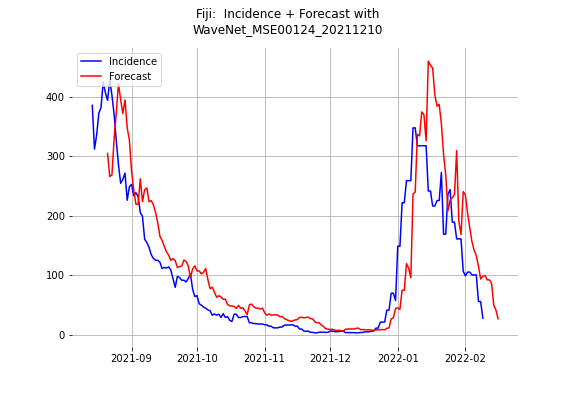 Fiji:  Incidence + Forecast with
WaveNet_MSE00124_20211210
Incidence
Forecast
400
300
200
100
0
2021-09
2021-10
2021-11
2021-12
2022-01
2022-02